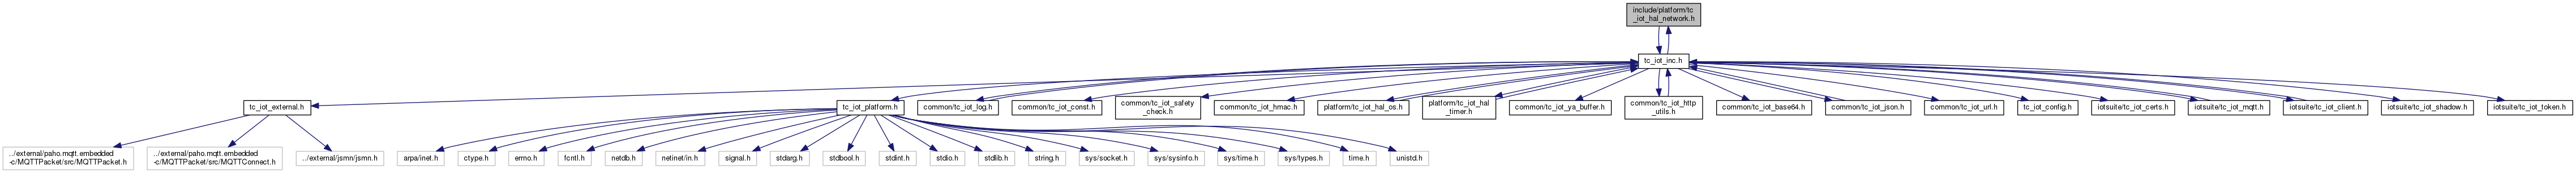 include/platform/tc
_iot_hal_network.h
tc_iot_inc.h
tc_iot_external.h
tc_iot_platform.h
common/tc_iot_log.h
common/tc_iot_const.h
common/tc_iot_safety
_check.h
common/tc_iot_hmac.h
platform/tc_iot_hal_os.h
platform/tc_iot_hal
_timer.h
common/tc_iot_ya_buffer.h
common/tc_iot_http
_utils.h
common/tc_iot_base64.h
common/tc_iot_json.h
common/tc_iot_url.h
tc_iot_config.h
iotsuite/tc_iot_certs.h
iotsuite/tc_iot_mqtt.h
iotsuite/tc_iot_client.h
iotsuite/tc_iot_shadow.h
iotsuite/tc_iot_token.h
../external/paho.mqtt.embedded
-c/MQTTPacket/src/MQTTPacket.h
../external/paho.mqtt.embedded
-c/MQTTPacket/src/MQTTConnect.h
../external/jsmn/jsmn.h
arpa/inet.h
ctype.h
errno.h
fcntl.h
netdb.h
netinet/in.h
signal.h
stdarg.h
stdbool.h
stdint.h
stdio.h
stdlib.h
string.h
sys/socket.h
sys/sysinfo.h
sys/time.h
sys/types.h
time.h
unistd.h